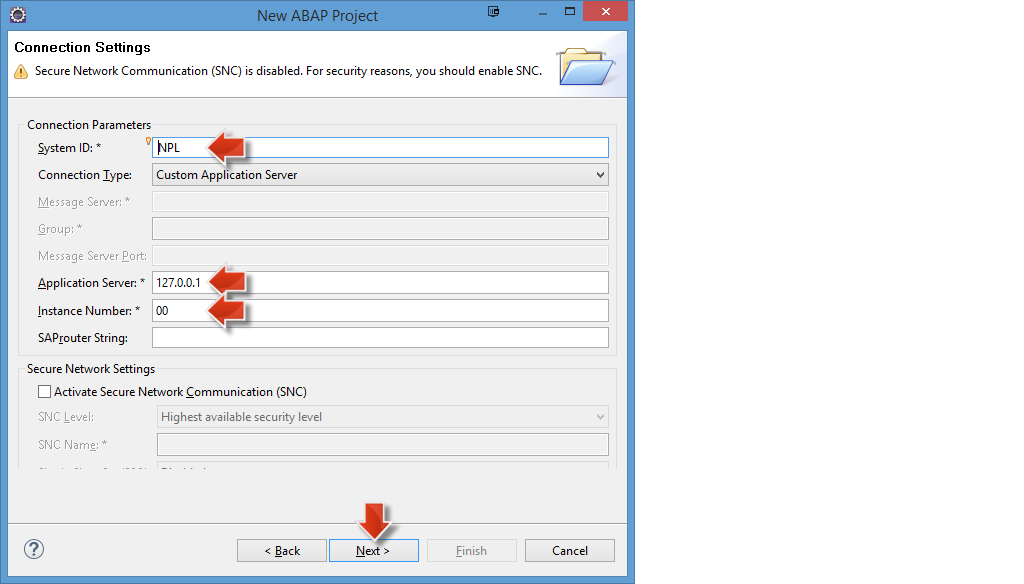 New ABAP Project
Connection Settings
Secure Network Communication (SNC) is disabled. For security reasons, you should enable SNC.
Connection Parameters
System ID: * NPL
Connection Type: Custom Application Server
Message Server: *
Group: *
Message Server Port:
Application Server: * 127.0.0.1
Instance Number: * 00
SAProuter String:
Secure Network Settings
Activate Secure Network Communication (SNC)
SNC Level: Highest available security level
SNC Name: *
? < Back Next > Finish Cancel